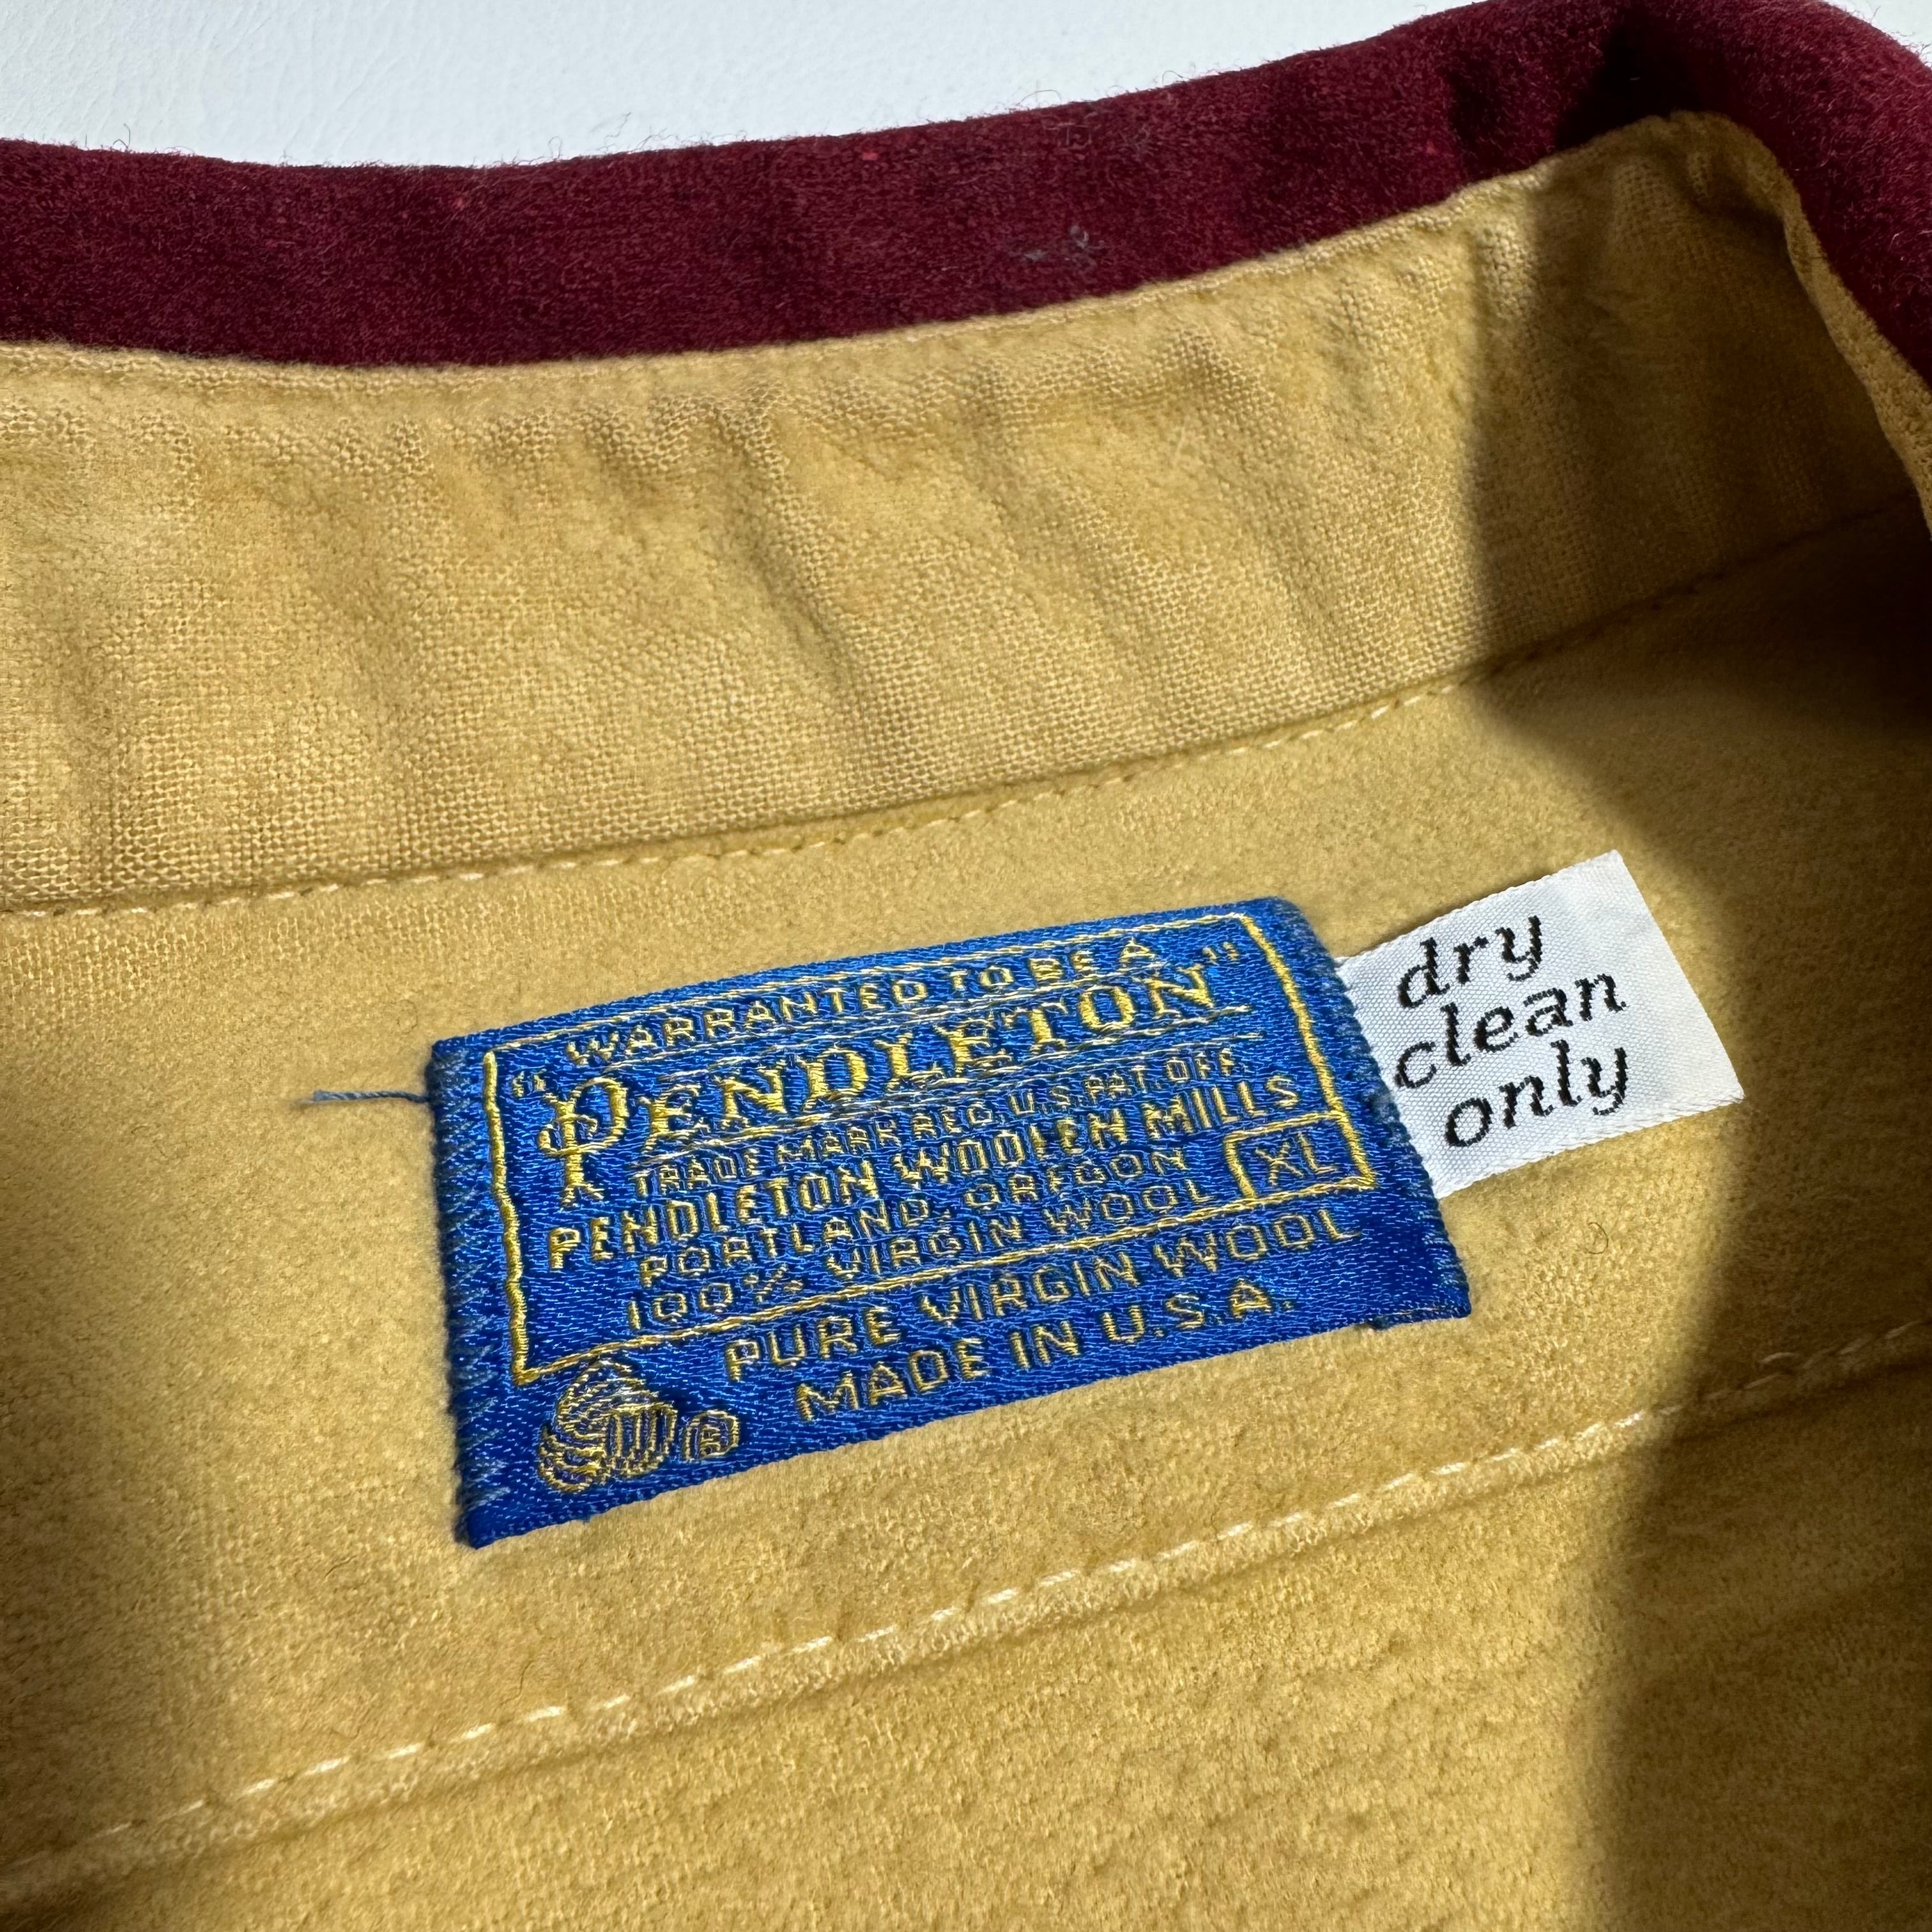 "WARRANTED TO BE A
PENDLETON"
TRADE MARK REG. U.S. PAT. OFF.
PENDLETON WOOLEN MILLS
PORTLAND, OREGON
100% VIRGIN WOOL
XL
PURE VIRGIN WOOL
MADE IN U.S.A.
dry
clean
only